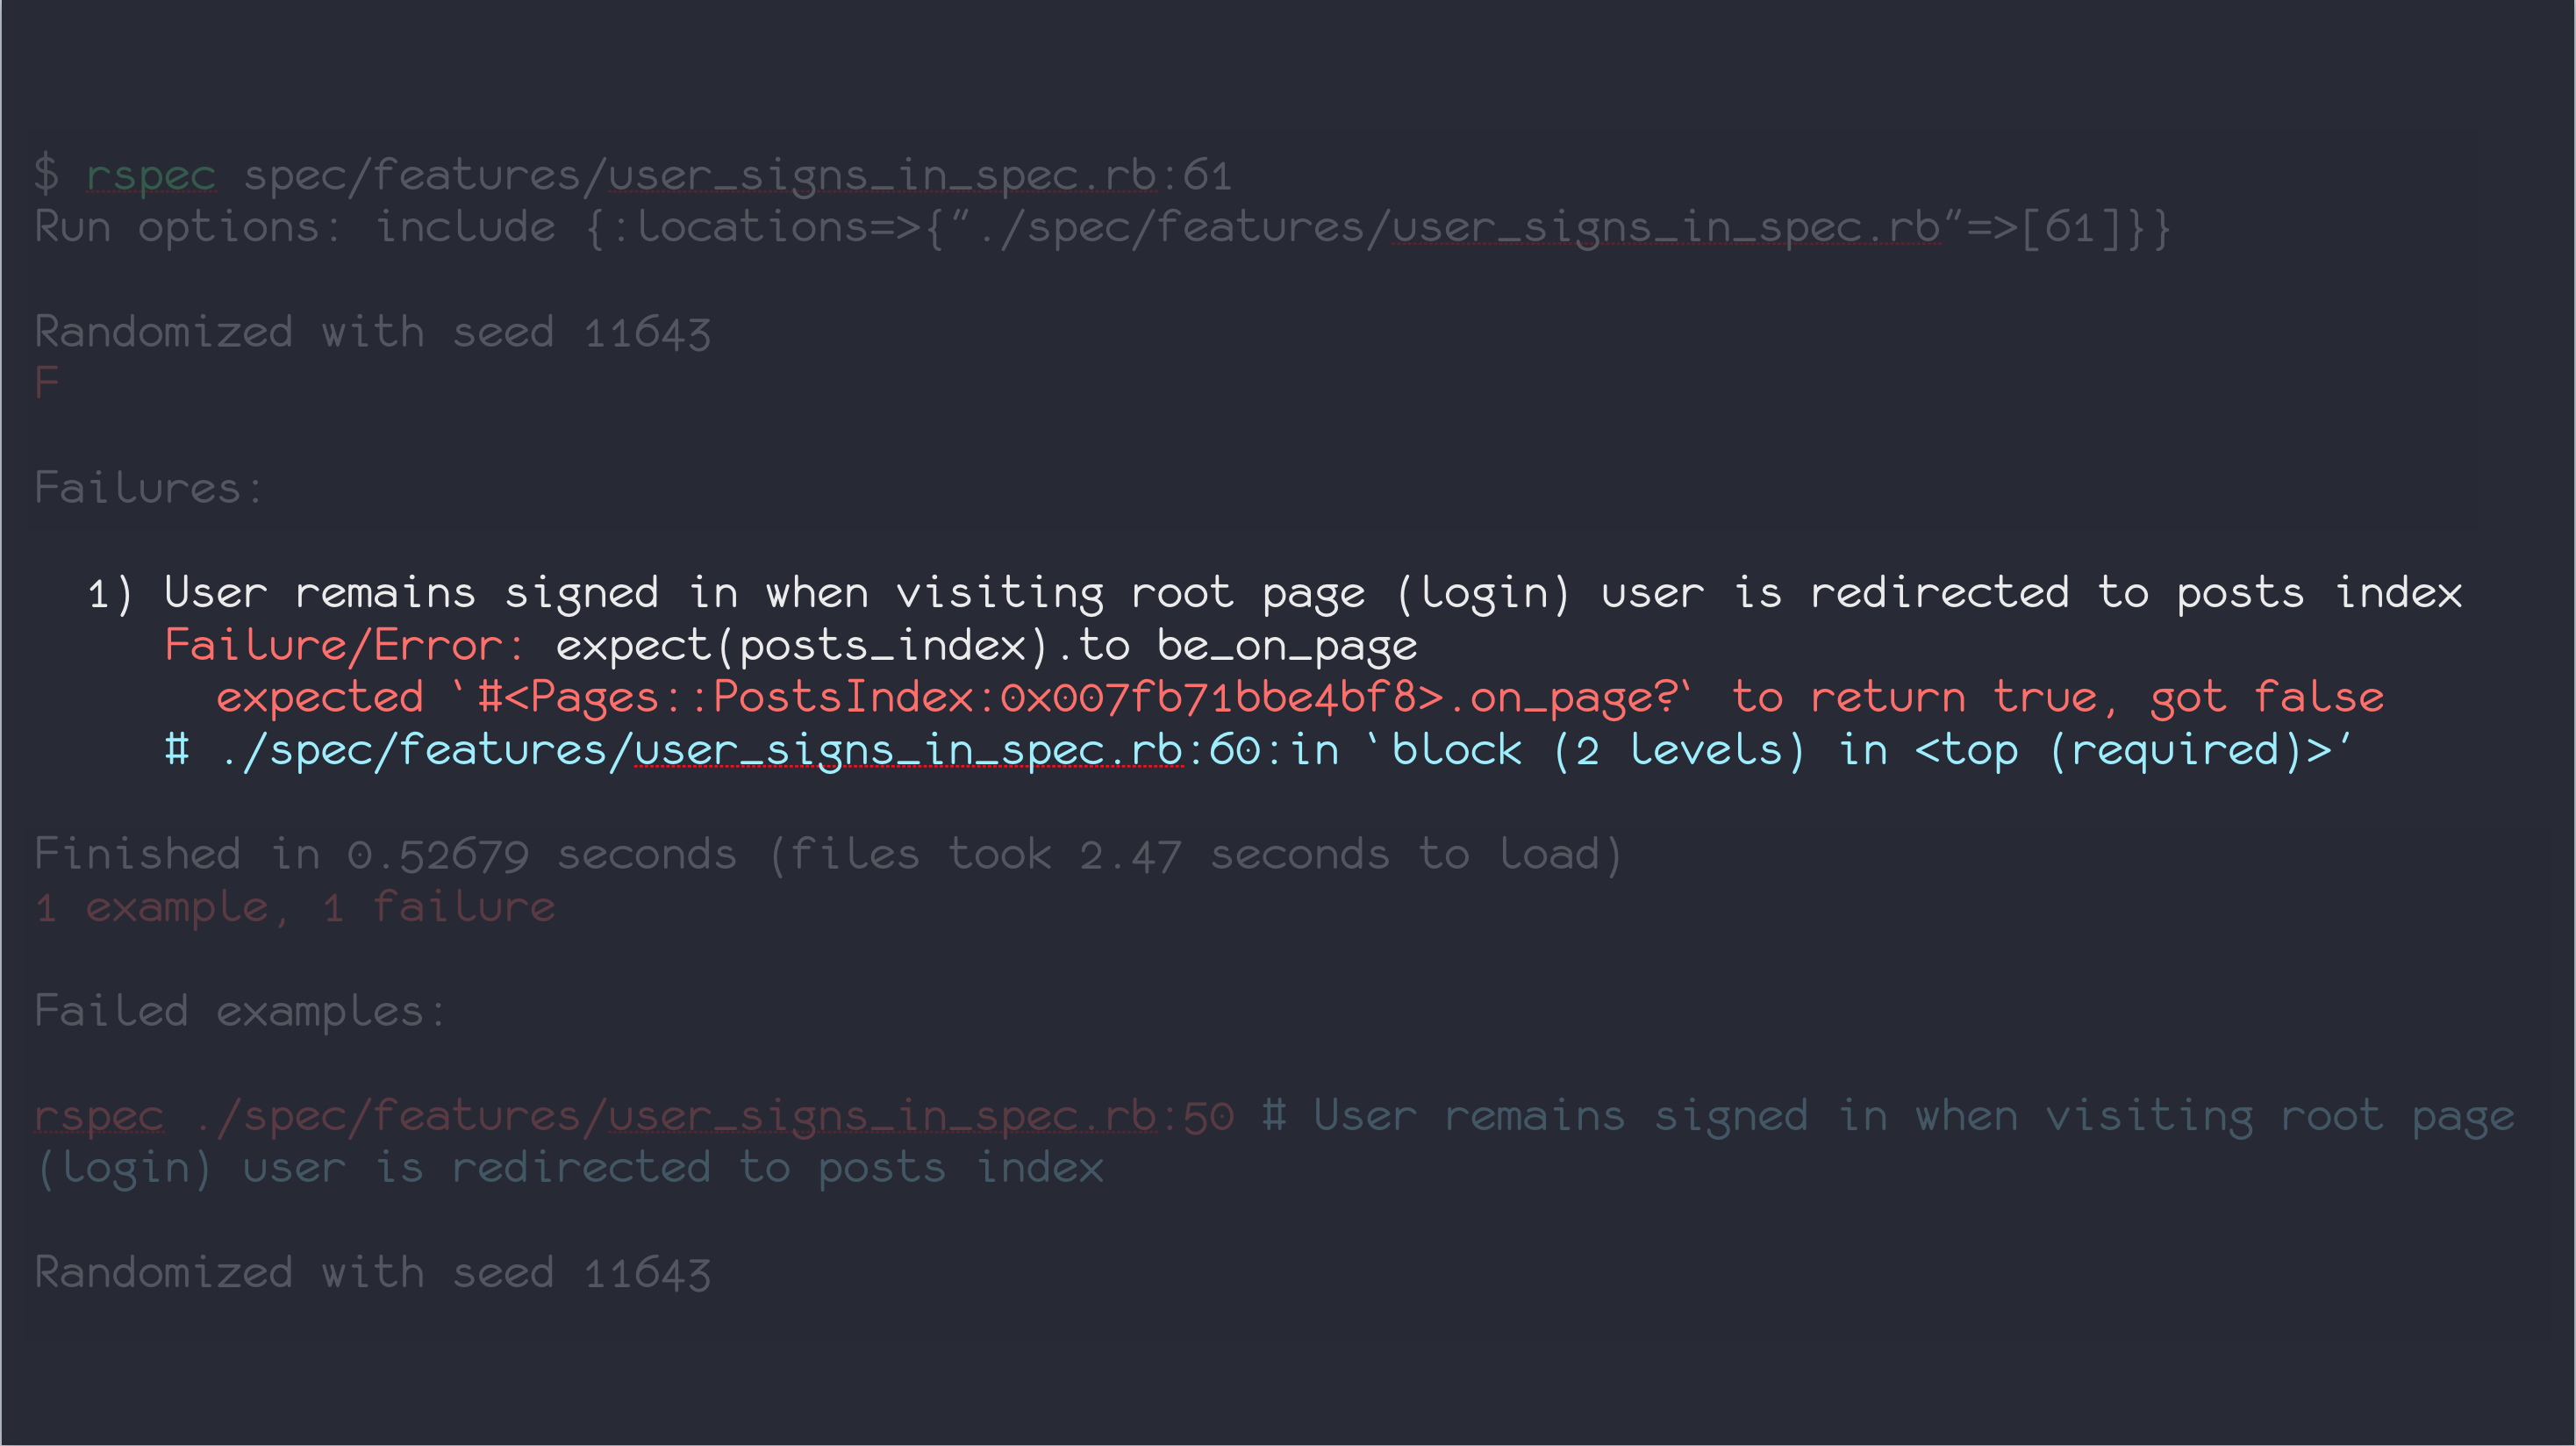 $ rspec spec/features/user_signs_in_spec.rb:61
Run options: include {:locations=>{"./spec/features/user_signs_in_spec.rb"=>[61]}}
Randomized with seed 11643
F
Failures:
1) User remains signed in when visiting root page (login) user is redirected to posts index
Failure/Error: expect(posts_index).to be_on_page
expected `#<Pages::PostsIndex:0x007fb71bbe4bf8>.on_page?` to return true, got false
# ./spec/features/user_signs_in_spec.rb:60:in `block (2 levels) in <top (required)>'
Finished in 0.52679 seconds (files took 2.47 seconds to load)
1 example, 1 failure
Failed examples:
rspec ./spec/features/user_signs_in_spec.rb:50 # User remains signed in when visiting root page
(login) user is redirected to posts index
Randomized with seed 11643